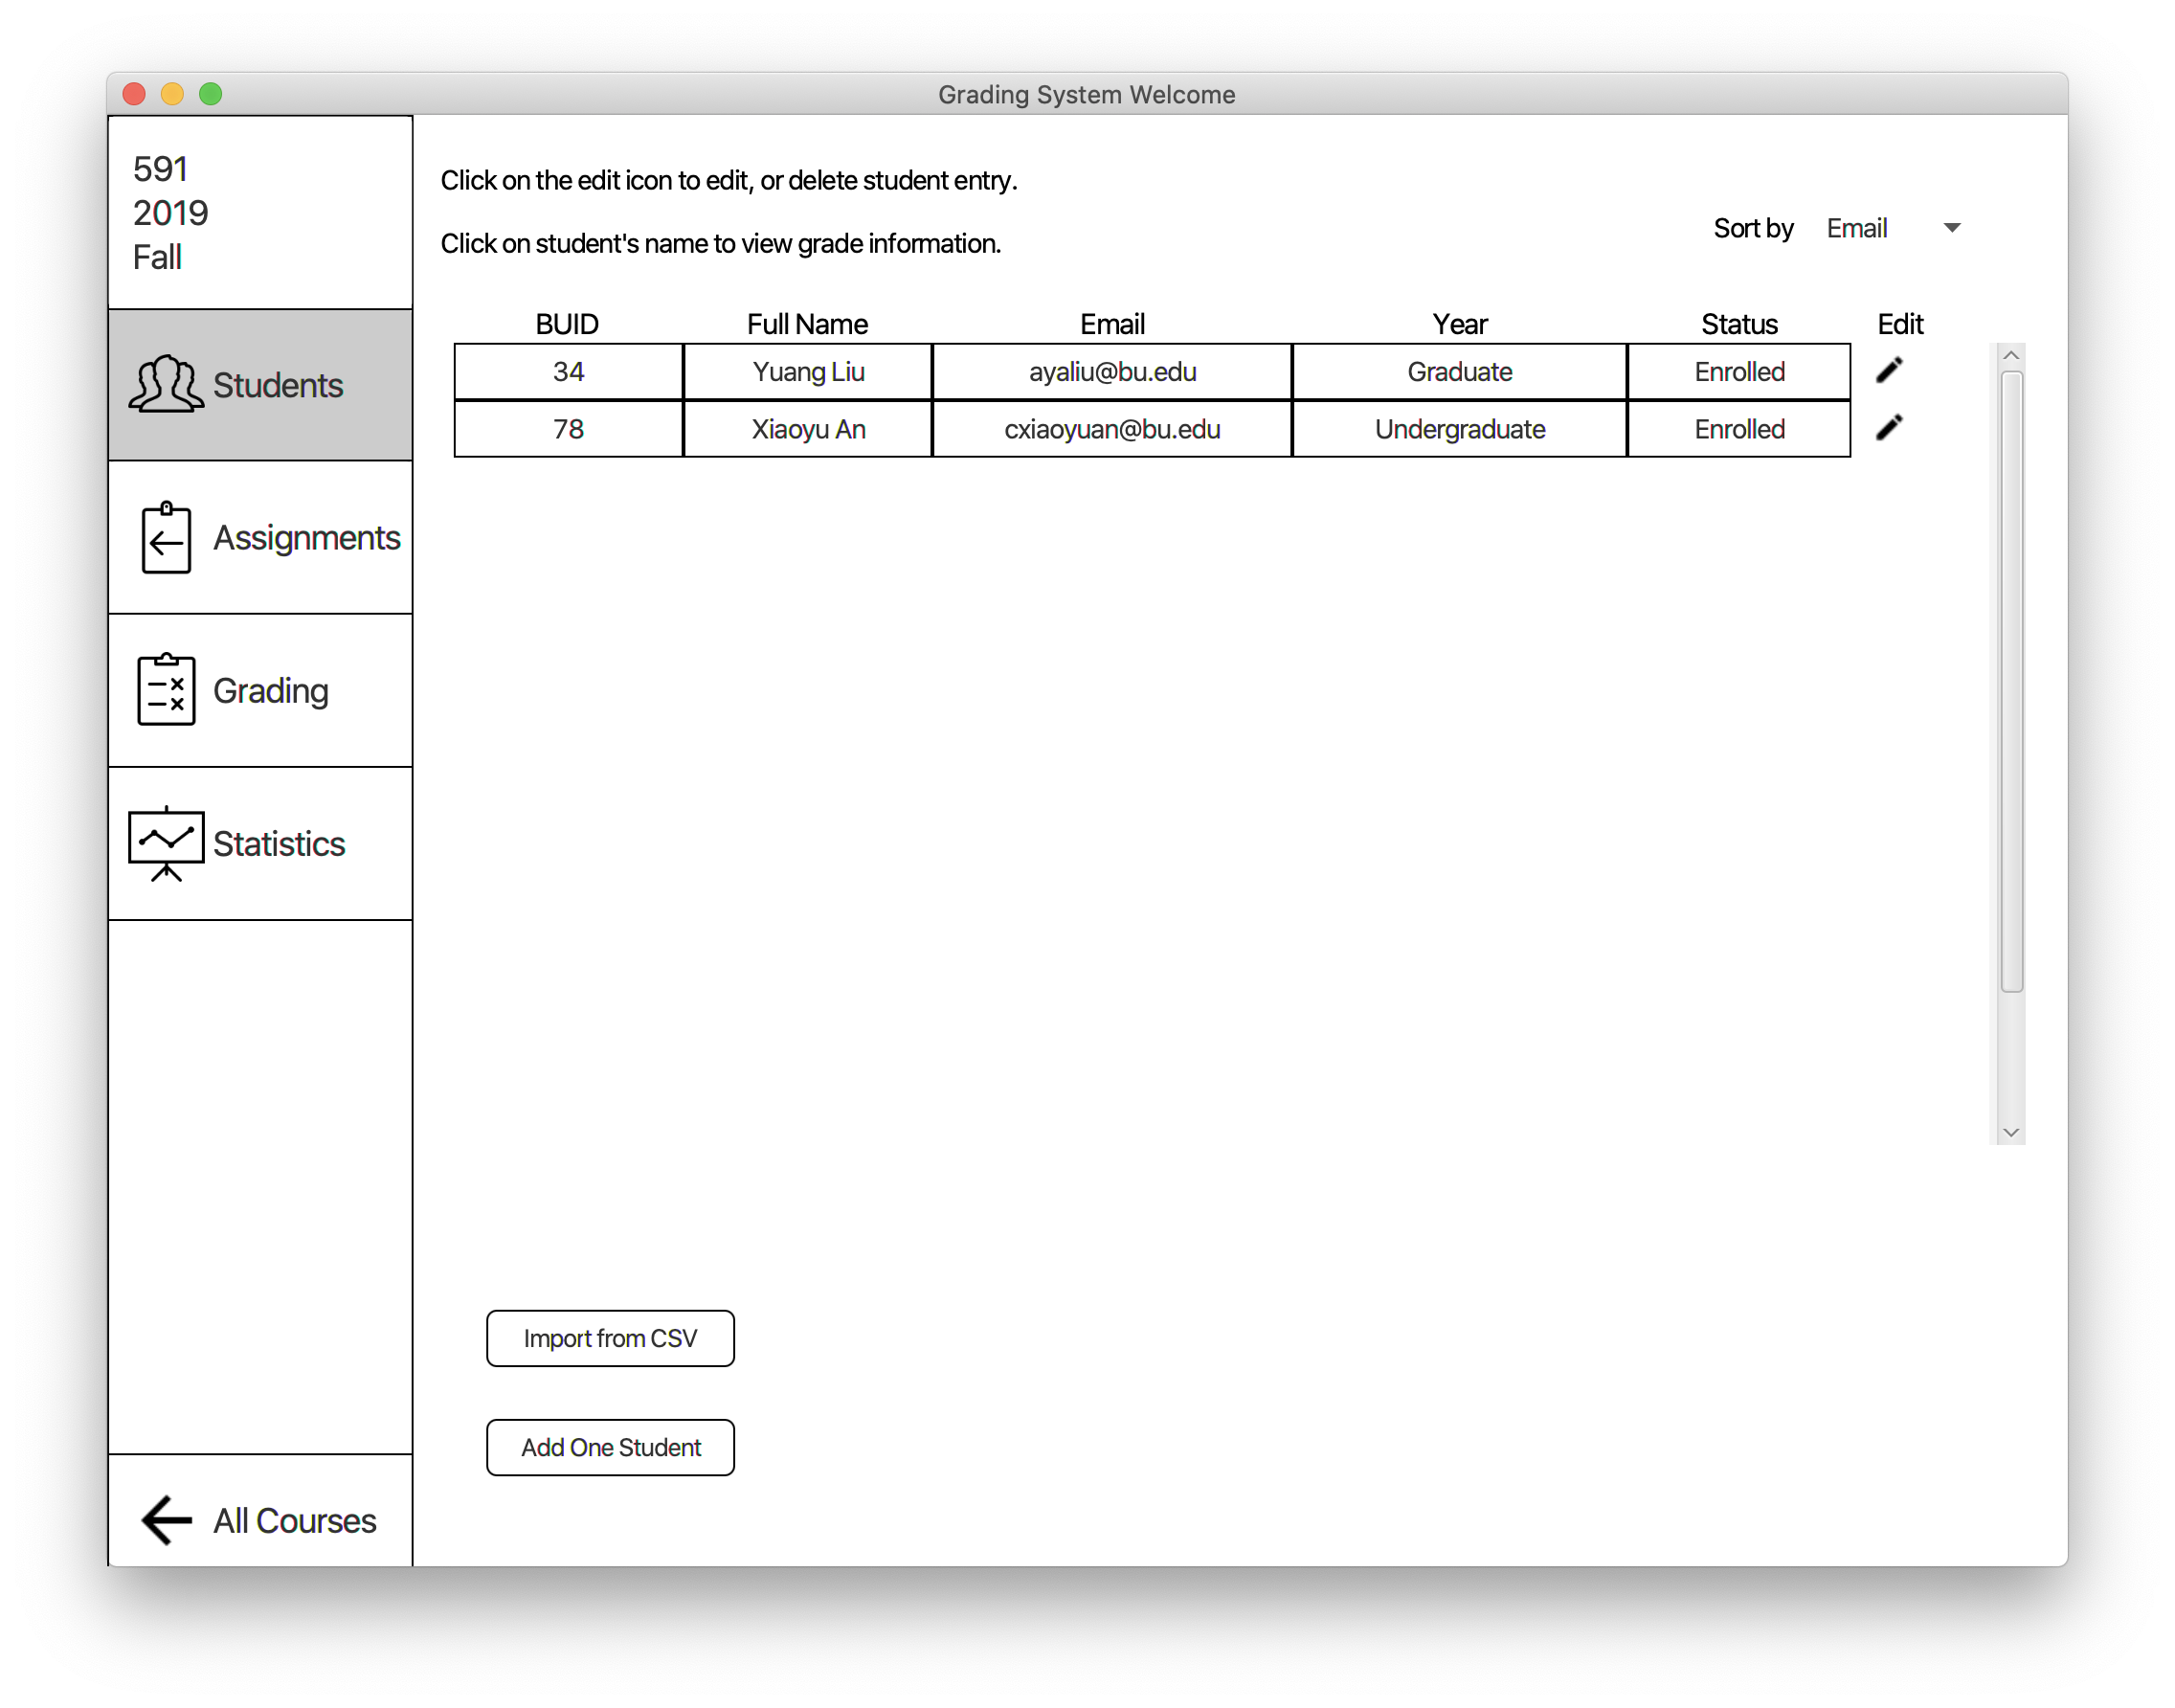 Grading System Welcome
591
2019
Fall
Students
Assignments
Grading
Statistics
All Courses
Click on the edit icon to edit, or delete student entry.
Click on student's name to view grade information.
Sort by Email
BUID Full Name Email Year Status Edit
34 Yuang Liu ayaliu@bu.edu Graduate Enrolled
78 Xiaoyu An cxiaoyuan@bu.edu Undergraduate Enrolled
Import from CSV
Add One Student